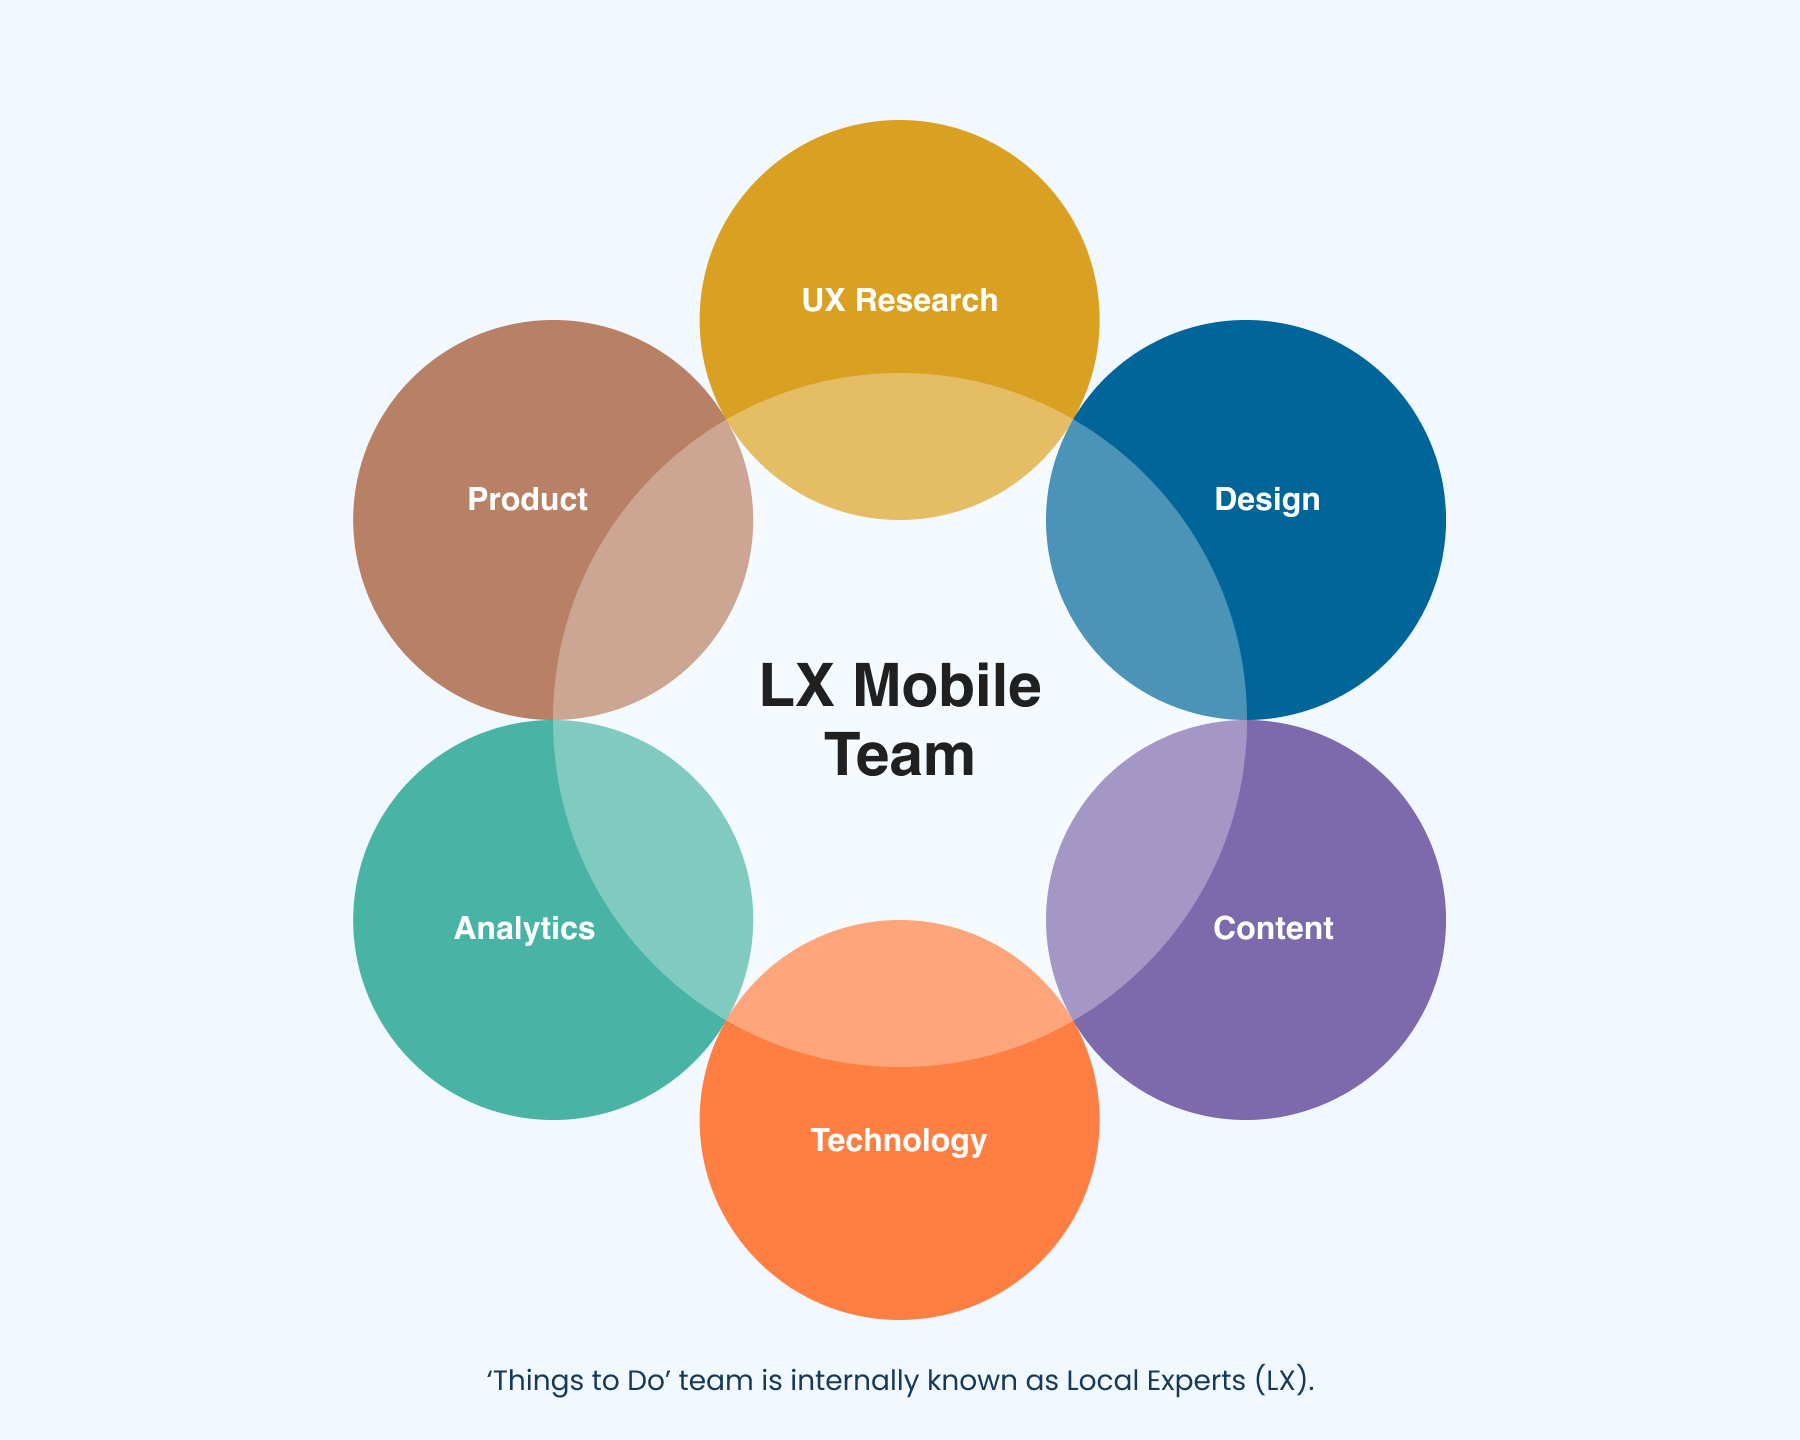 UX Research
Product
Design
LX Mobile
Team
Analytics
Content
Technology
‘Things to Do’ team is internally known as Local Experts (LX).